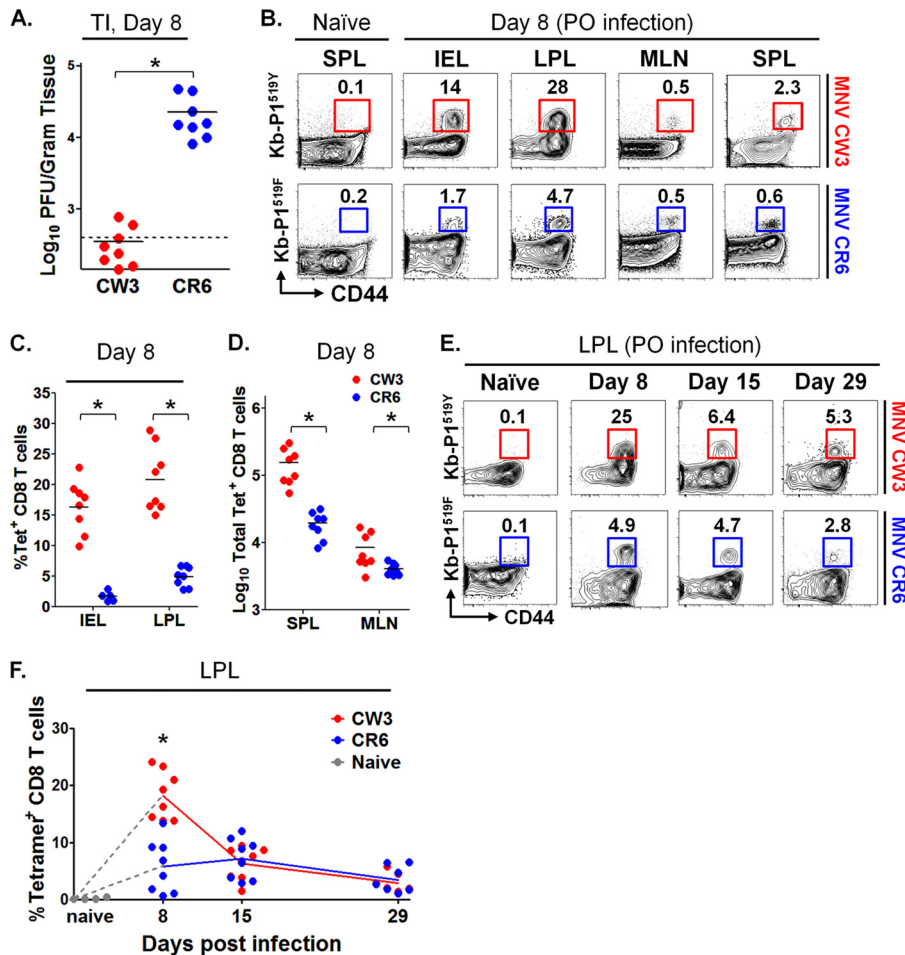 A.
TI, Day 8
*
Log10 PFU/Gram Tissue
5
4
3
CW3 CR6
B.
Naïve Day 8 (PO infection)
SPL IEL LPL MLN SPL
Kb-P1⁵¹⁹Y
0.1 14 28 0.5 2.3
MNV CW3
Kb-P1⁵¹⁹F
0.2 1.7 4.7 0.5 0.6
MNV CR6
CD44
C.
Day 8
%Tet⁺ CD8 T cells
35
30
25
20
15
10
5
0
* *
IEL LPL
D.
Day 8
CW3
CR6
Log10 Total Tet⁺ CD8 T cells
6
5
4
3
* *
SPL MLN
E.
LPL (PO infection)
Naïve Day 8 Day 15 Day 29
Kb-P1⁵¹⁹Y
0.1 25 6.4 5.3
MNV CW3
Kb-P1⁵¹⁹F
0.1 4.9 4.7 2.8
MNV CR6
CD44
F.
LPL
CW3
CR6
Naive
% Tetramer⁺ CD8 T cells
30
20
10
0
*
naive 8 15 29
Days post infection